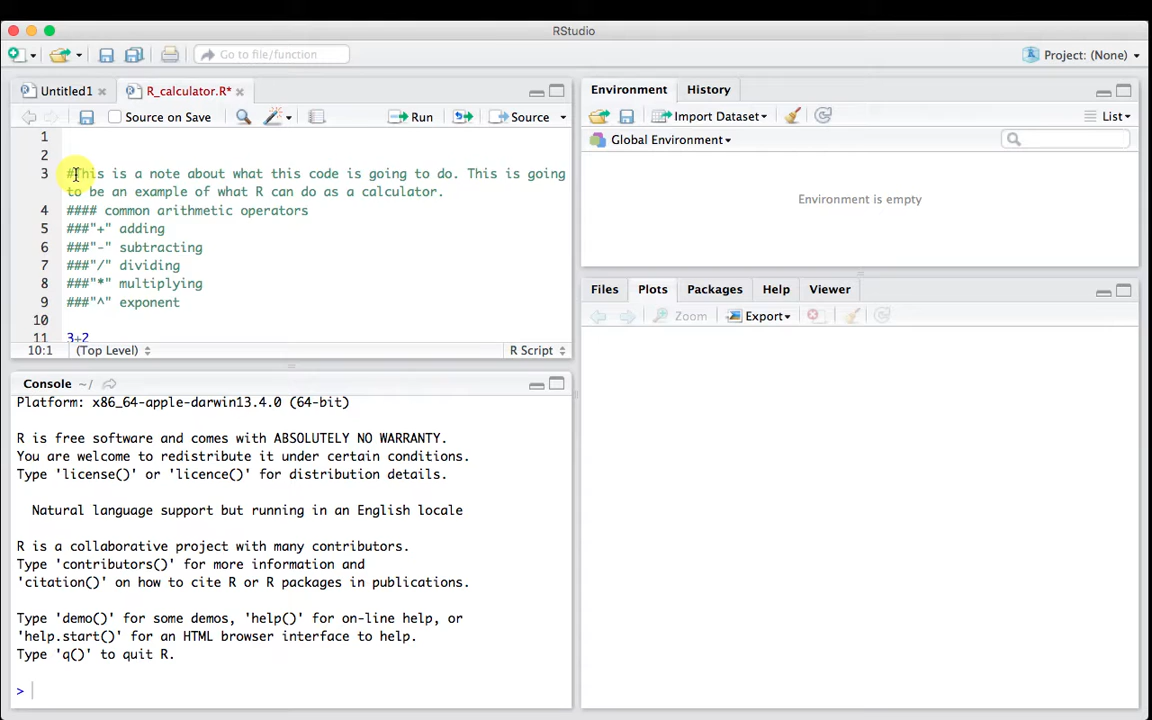 RStudio
Go to file/function
Project: (None)
Untitled1
R_calculator.R*
Source on Save
Run
Source
1
2
3 #This is a note about what this code is going to do. This is going
to be an example of what R can do as a calculator.
4 #### common arithmetic operators
5 ###"+" adding
6 ###"-" subtracting
7 ###"/" dividing
8 ###"*" multiplying
9 ###"^" exponent
10
11 3+2
10:1 (Top Level) R Script
Console ~/
Platform: x86_64-apple-darwin13.4.0 (64-bit)
R is free software and comes with ABSOLUTELY NO WARRANTY.
You are welcome to redistribute it under certain conditions.
Type 'license()' or 'licence()' for distribution details.
Natural language support but running in an English locale
R is a collaborative project with many contributors.
Type 'contributors()' for more information and
'citation()' on how to cite R or R packages in publications.
Type 'demo()' for some demos, 'help()' for on-line help, or
'help.start()' for an HTML browser interface to help.
Type 'q()' to quit R.
>
Environment History
Import Dataset
List
Global Environment
Environment is empty
Files Plots Packages Help Viewer
Zoom Export